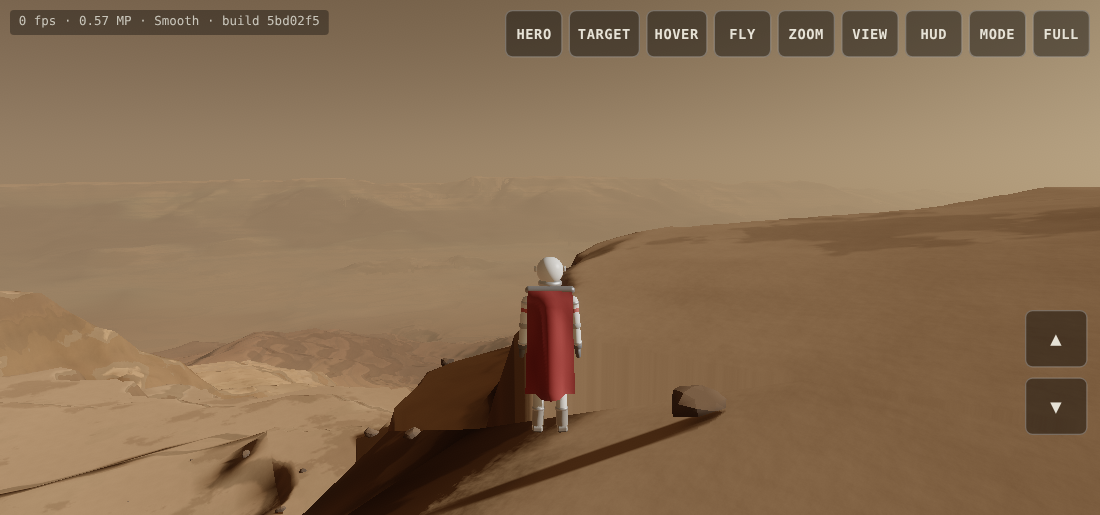 0 fps · 0.57 MP · Smooth · build 5bd02f5
HERO TARGET HOVER FLY ZOOM VIEW HUD MODE FULL
▲
▼